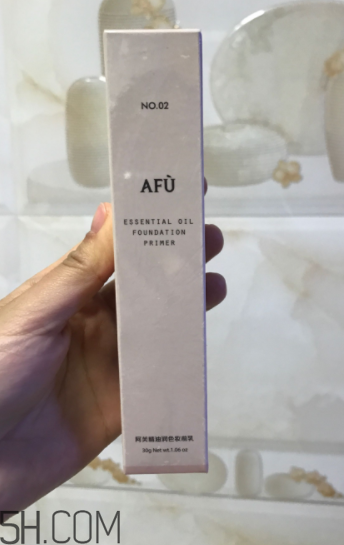 NO.02
AFÙ
ESSENTIAL OIL
FOUNDATION
PRIMER
阿芙精油润色妆前乳
30g Net wt.1.06 oz
5H.COM